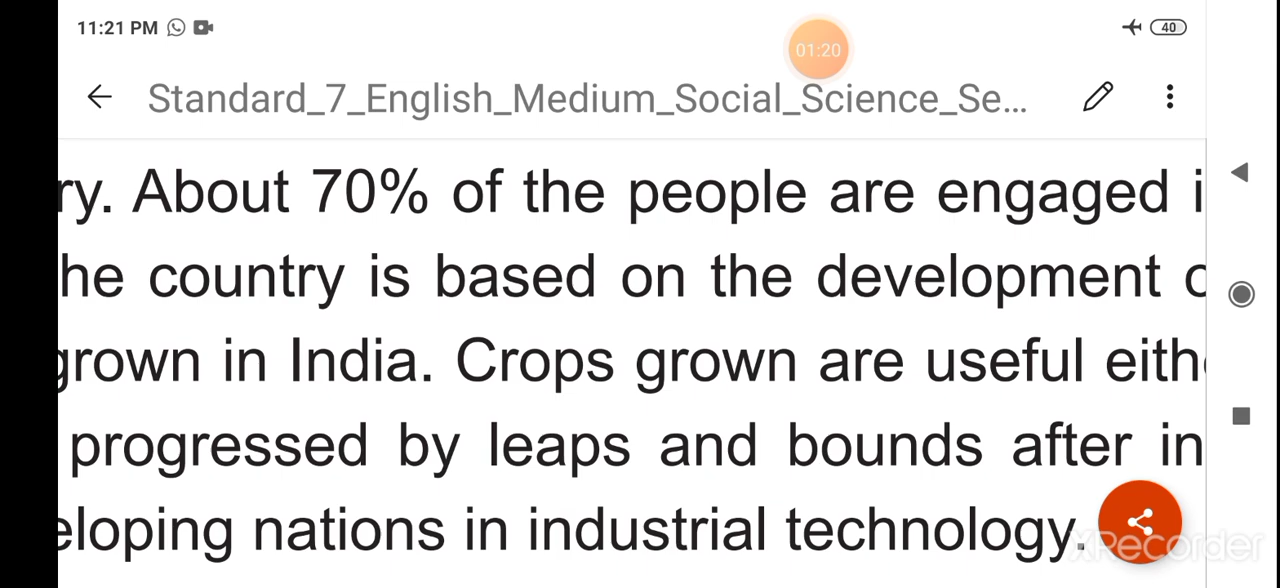 11:21 PM
01:20
40
Standard_7_English_Medium_Social_Science_Se...
ry. About 70% of the people are engaged i
he country is based on the development
grown in India. Crops grown are useful eith
progressed by leaps and bounds after in
eloping nations in industrial technology.
XRecorder